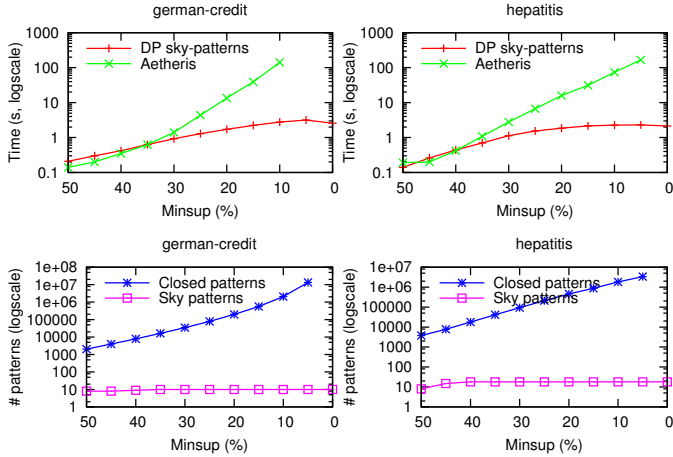 german-credit
Time (s, logscale)
1000
100
10
1
0.1
DP sky-patterns
Aetheris
50 40 30 20 10 0
Minsup (%)
hepatitis
Time (s, logscale)
1000
100
10
1
0.1
DP sky-patterns
Aetheris
50 40 30 20 10 0
Minsup (%)
german-credit
# patterns (logscale)
1e+08
1e+07
1e+06
100000
10000
1000
100
10
1
Closed patterns
Sky patterns
50 40 30 20 10 0
Minsup (%)
hepatitis
# patterns (logscale)
1e+07
1e+06
100000
10000
1000
100
10
1
Closed patterns
Sky patterns
50 40 30 20 10 0
Minsup (%)